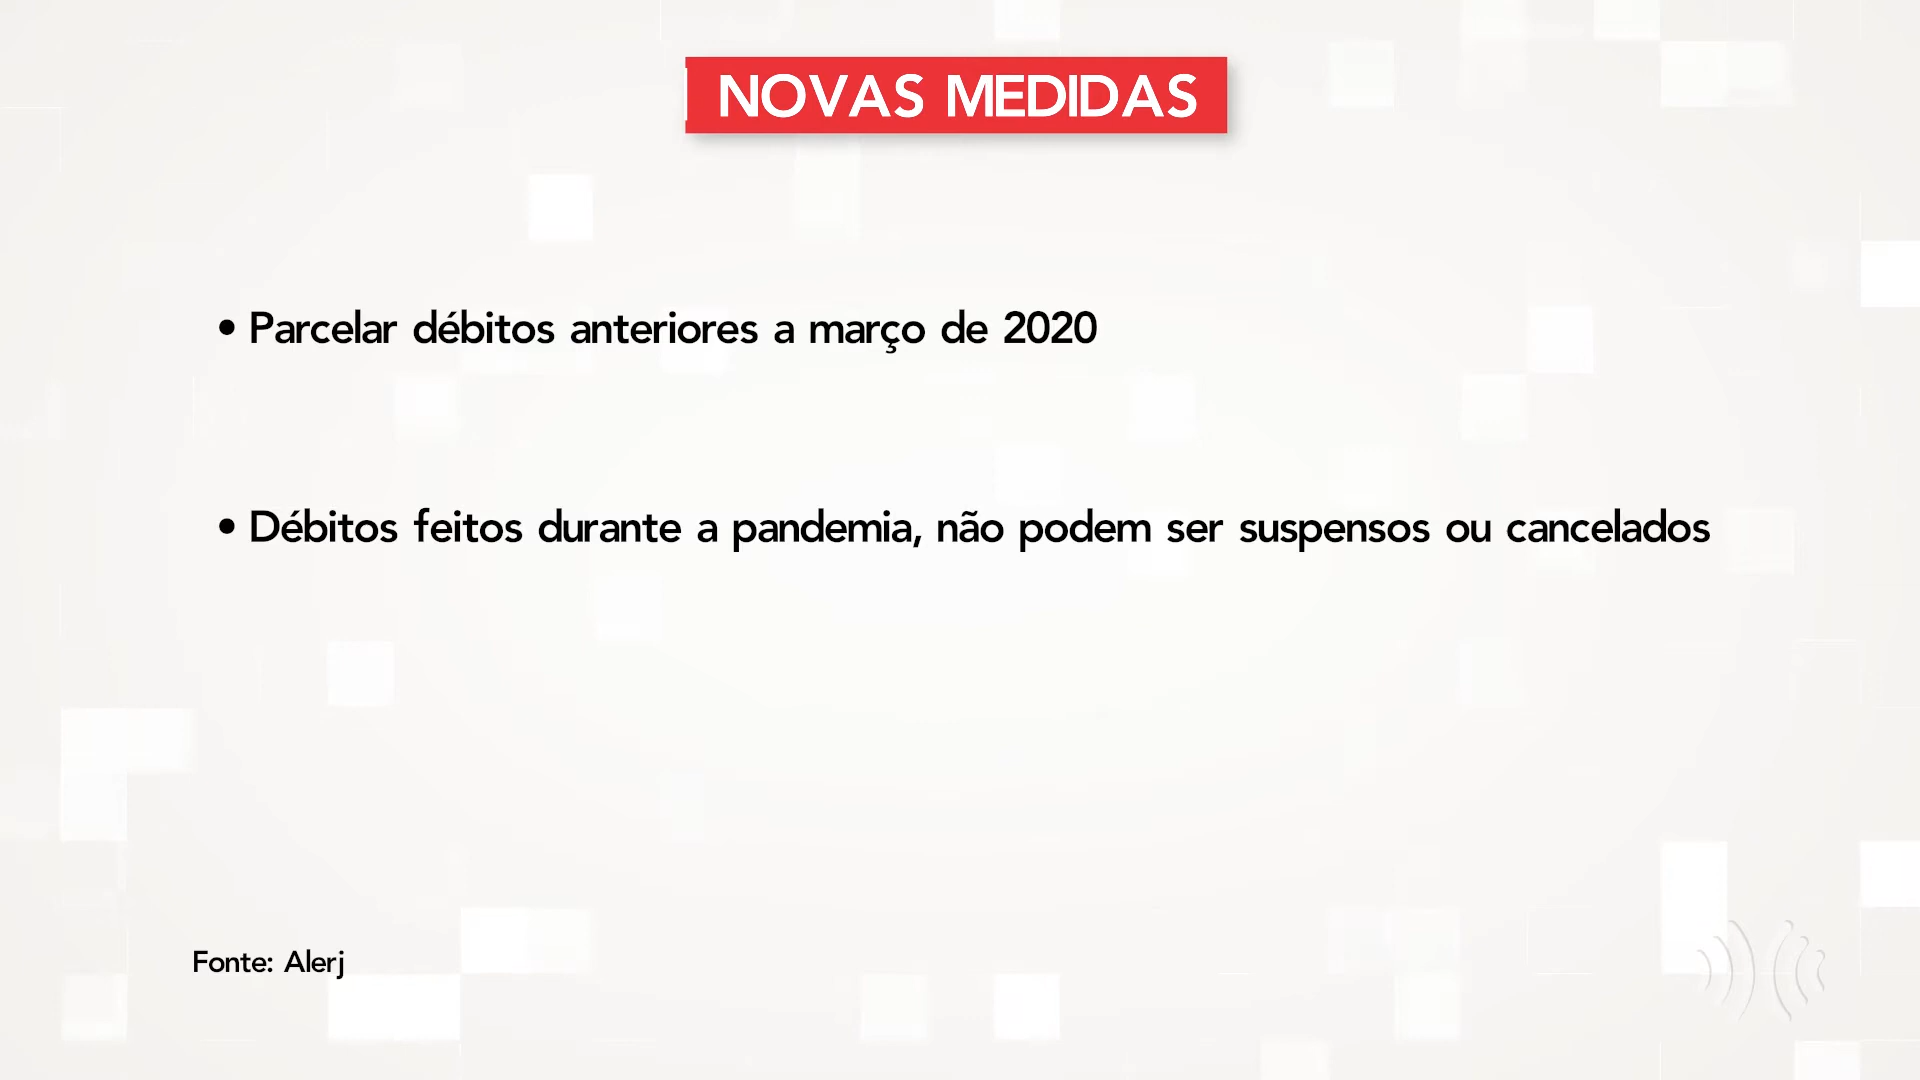 NOVAS MEDIDAS
• Parcelar débitos anteriores a março de 2020
• Débitos feitos durante a pandemia, não podem ser suspensos ou cancelados
Fonte: Alerj